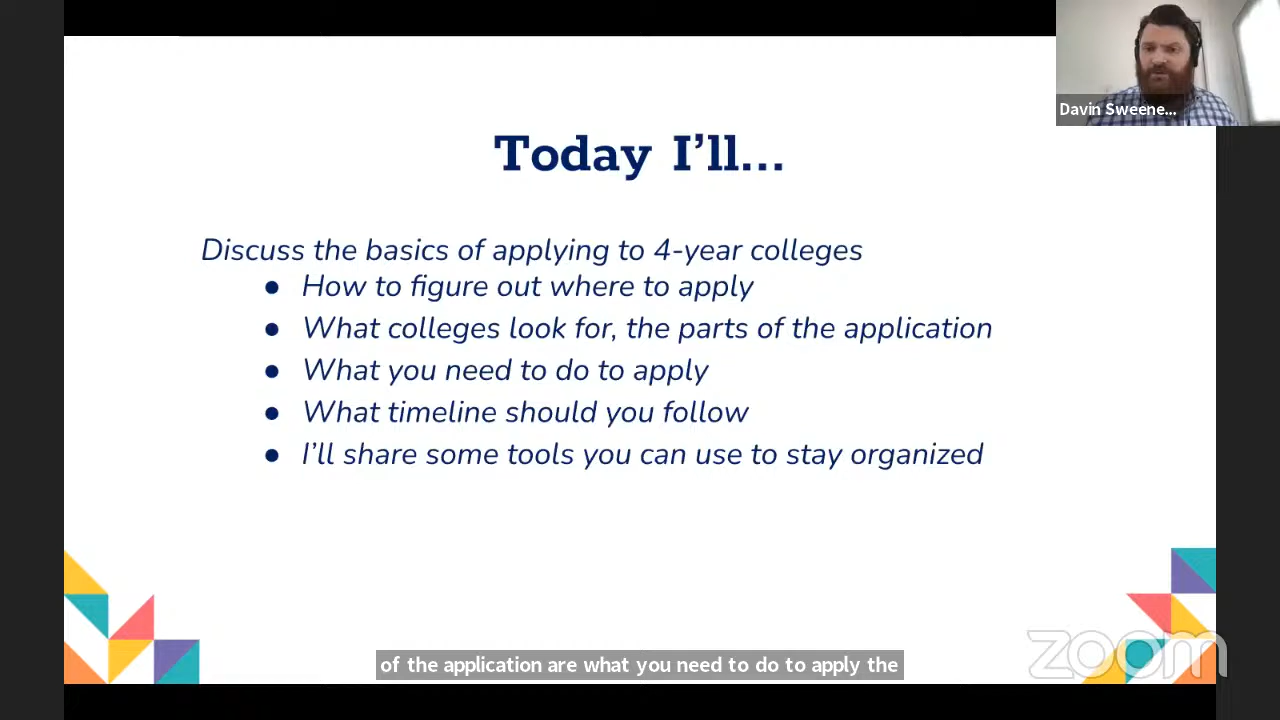 Davin Sweene...
Today I’ll...
Discuss the basics of applying to 4-year colleges
● How to figure out where to apply
● What colleges look for, the parts of the application
● What you need to do to apply
● What timeline should you follow
● I’ll share some tools you can use to stay organized
of the application are what you need to do to apply the
zoom